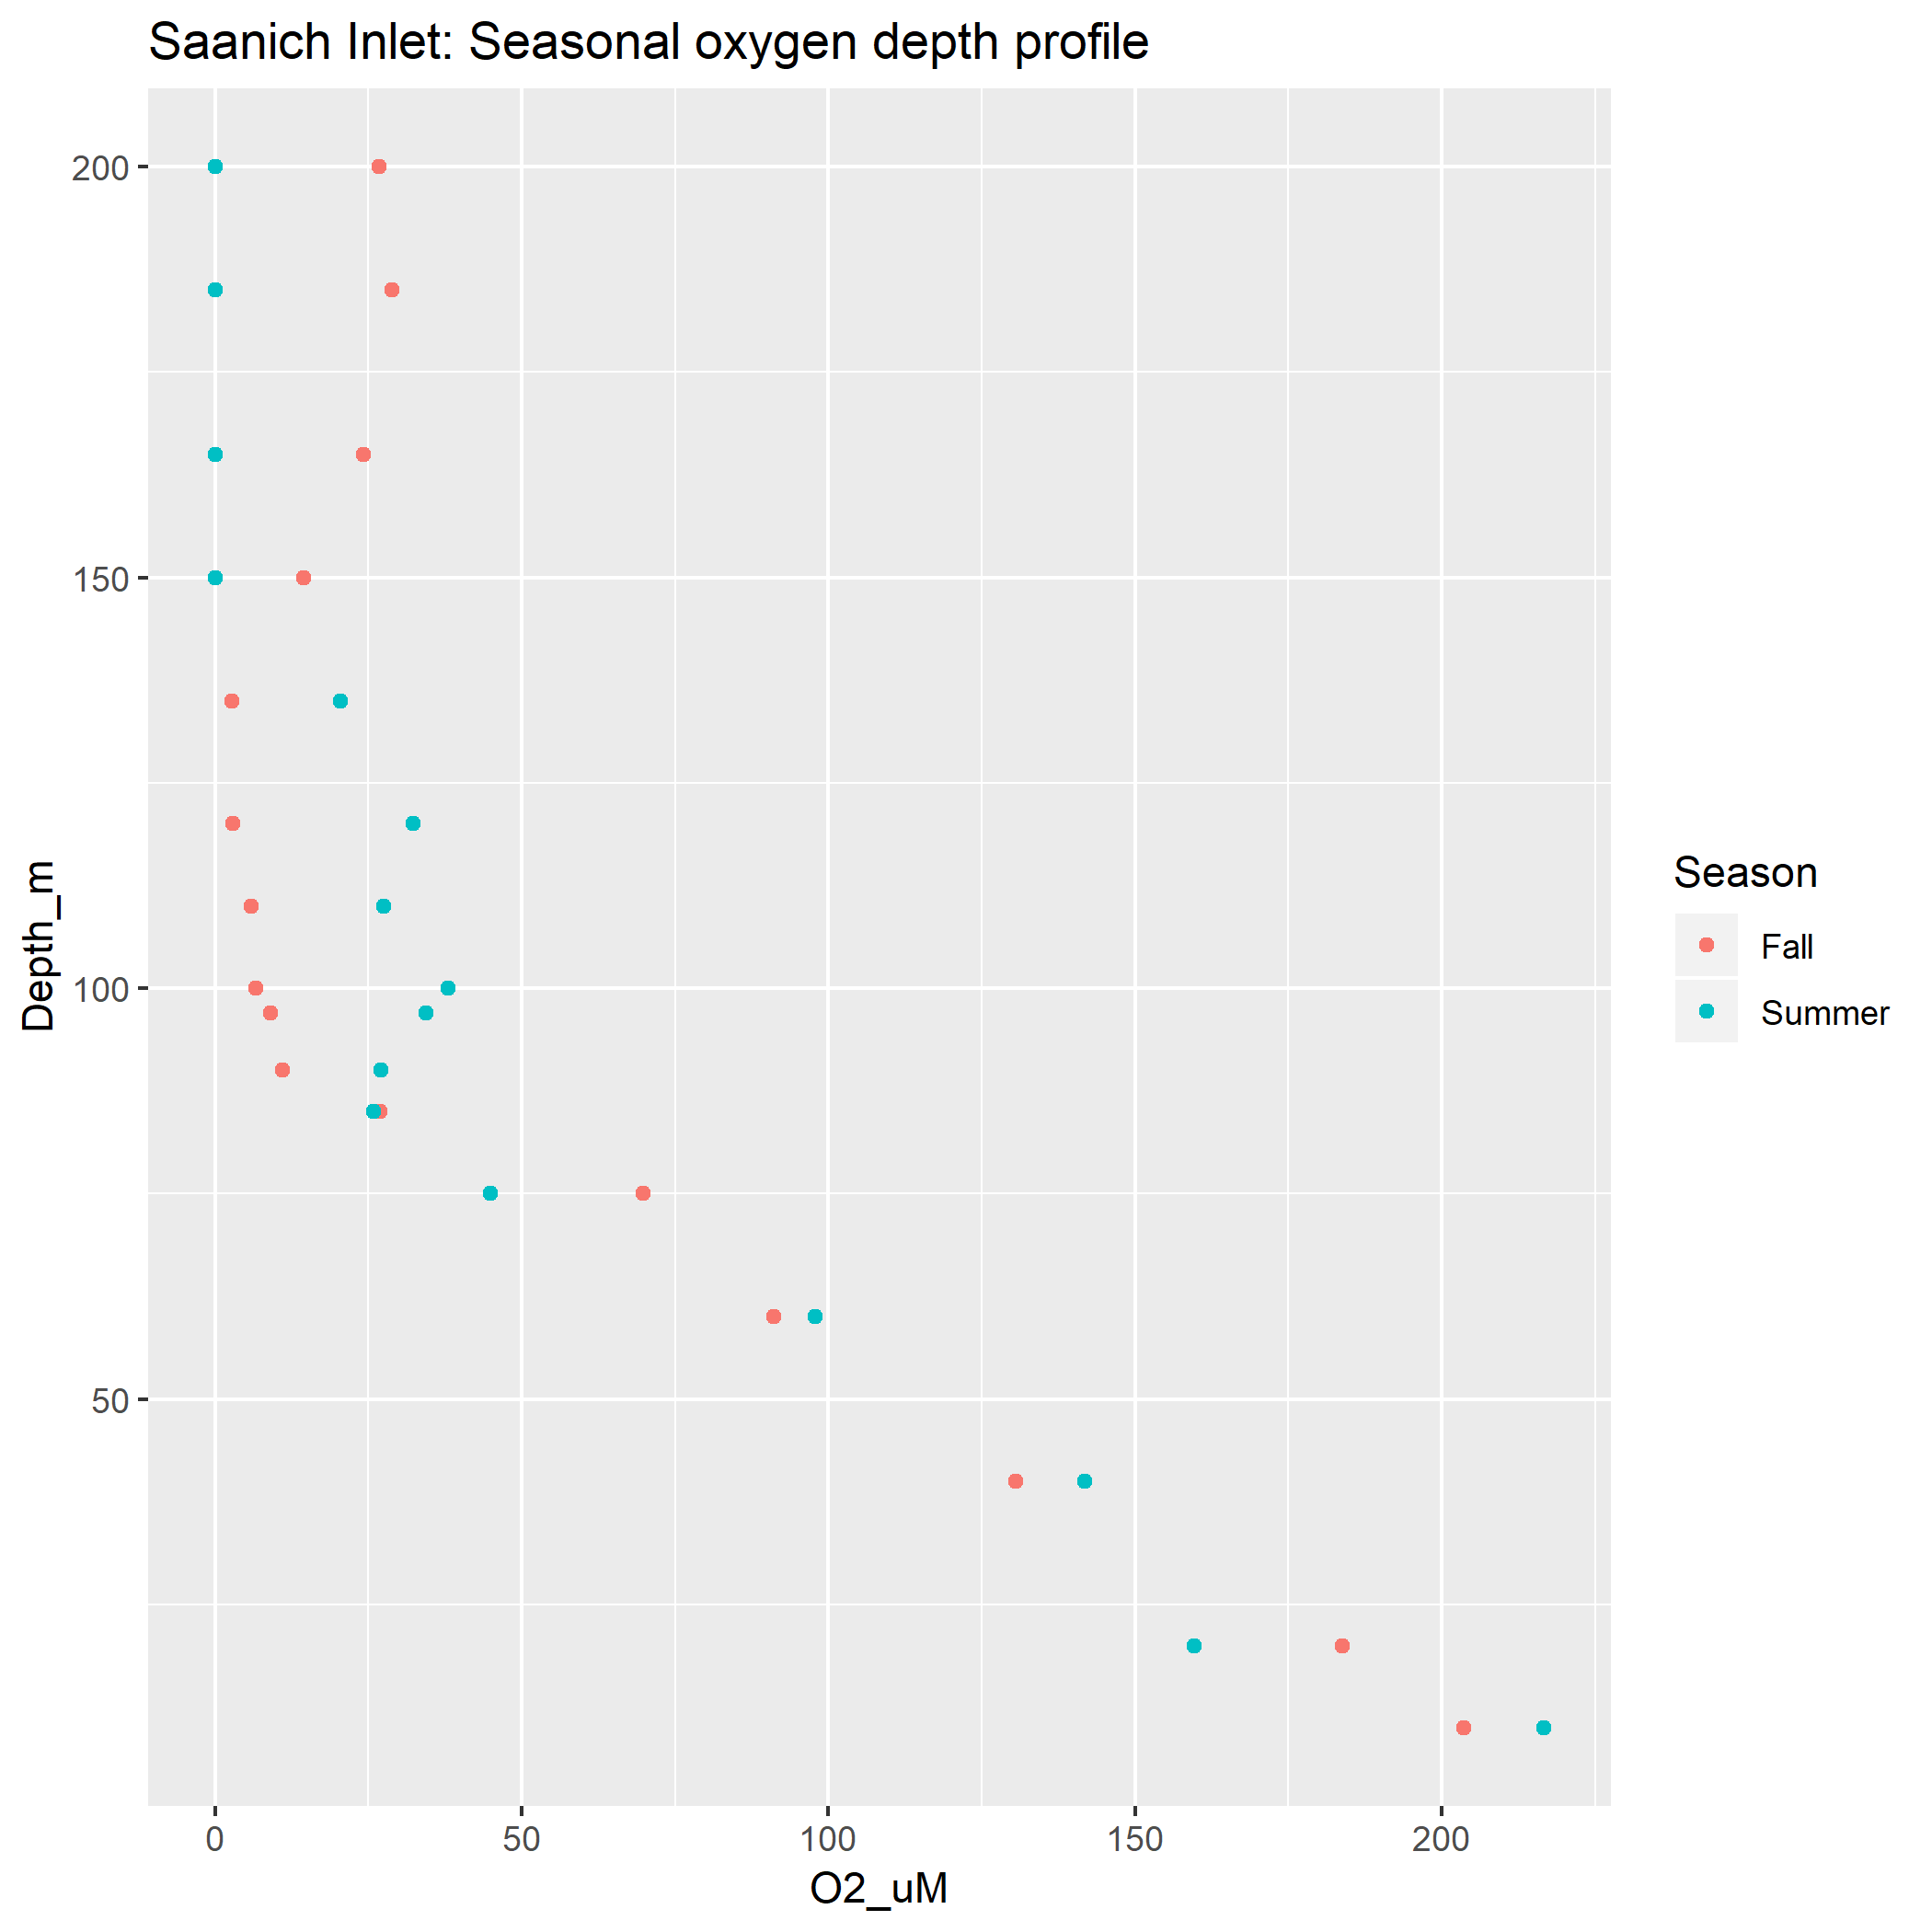 Saanich Inlet: Seasonal oxygen depth profile
200
150
100
50
Depth_m
0 50 100 150 200
O2_uM
Season
Fall
Summer